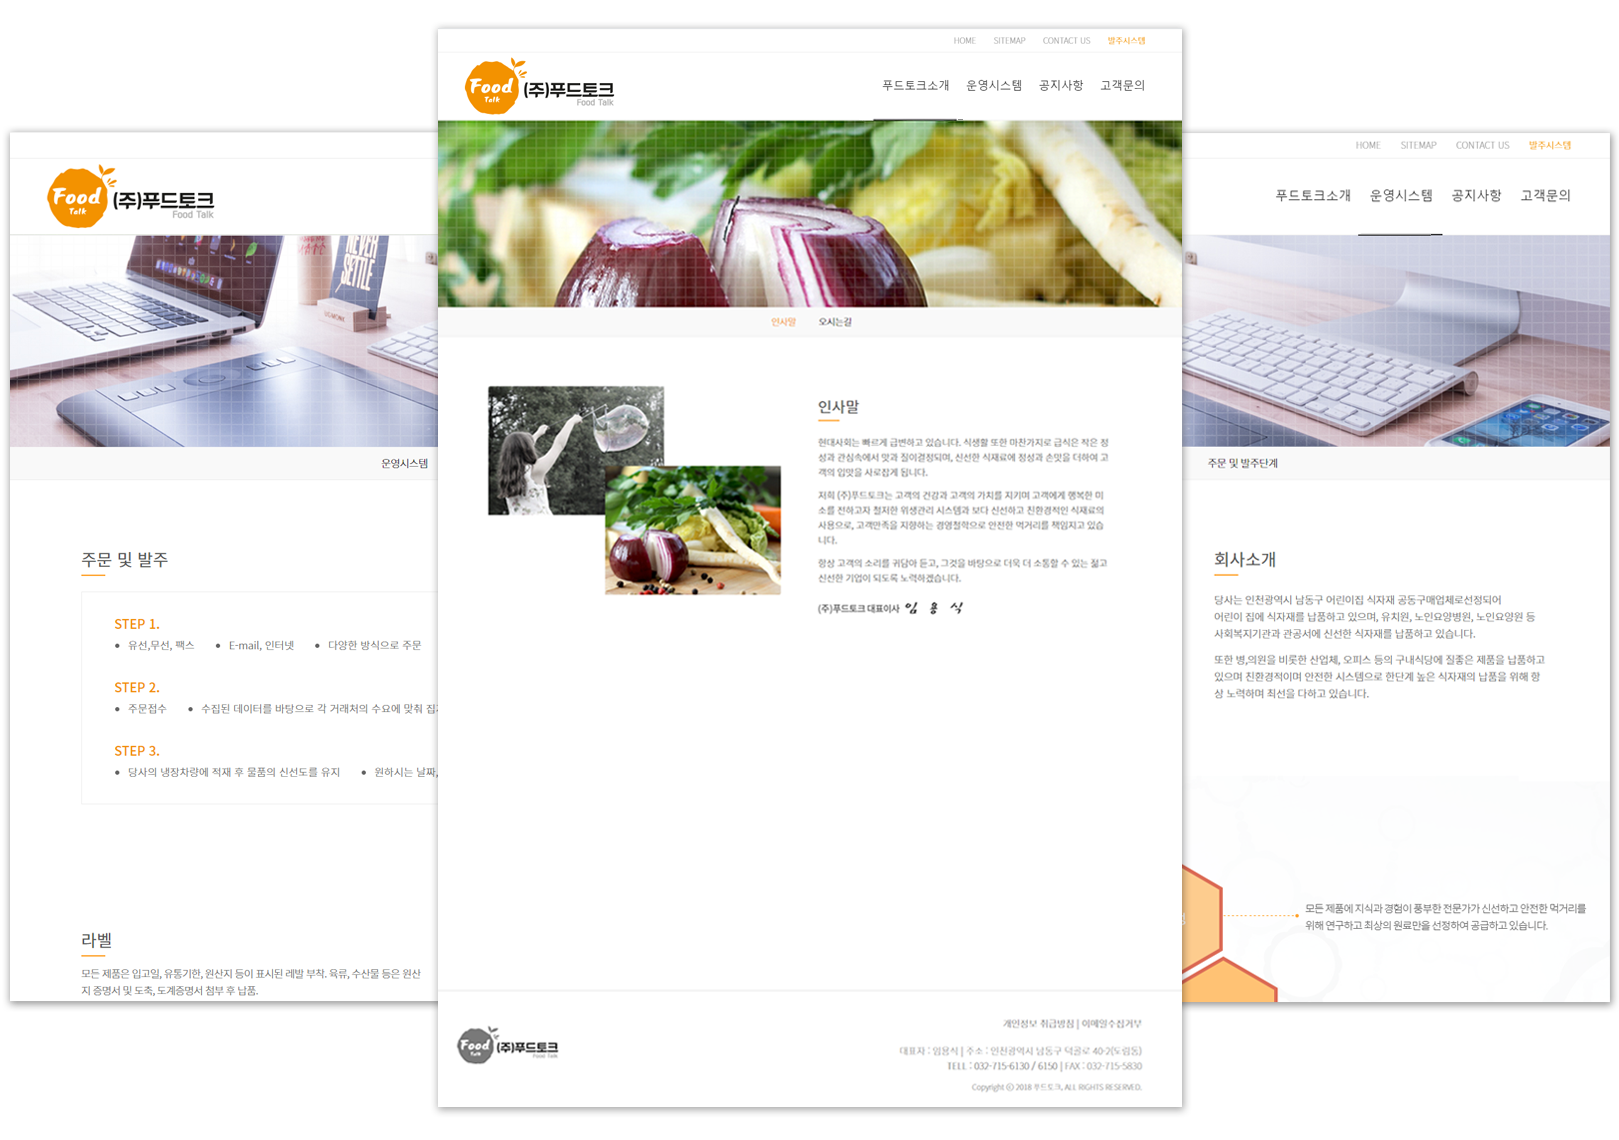 Food
Talk
(주)푸드토크
Food Talk
NEVER
SETTLE
운영시스템
주문 및 발주
STEP 1.
• 유선,무선, 팩스 • E-mail, 인터넷 • 다양한 방식으로 주문
STEP 2.
• 주문접수 • 수집된 데이터를 바탕으로 각 거래처의 수요에 맞춰
STEP 3.
• 당사의 냉장차량에 적재 후 물품의 신선도를 유지 • 원하시는 날짜,
라벨
모든 제품은 입고일, 유통기한, 원산지 등이 표시된 레발 부착. 육류, 수산물 등은 원산
지 증명서 및 도축, 도계증명서 첨부 후 납품.
HOME SITEMAP CONTACT US 발주시스템
Food
Talk
(주)푸드토크
Food Talk
푸드토크소개 운영시스템 공지사항 고객문의
인사말 오시는길
인사말
현대사회는 빠르게 급변하고 있습니다. 식생활 또한 마찬가지로 급식은 작은 정
성과 관심속에서 맛과 질이결정되며, 신선한 식재료에 정성과 손맛을 더하여 고
객의 입맛을 사로잡게 됩니다.
저희 (주)푸드토크는 고객의 건강과 고객의 가치를 지키며 고객에게 행복한 미
소를 전하고자 철저한 위생관리 시스템과 보다 신선하고 친환경적인 식재료의
사용으로, 고객만족을 지향하는 경영철학으로 안전한 먹거리를 책임지고 있습
니다.
항상 고객의 소리를 귀담아 듣고, 그것을 바탕으로 더욱 더 소통할 수 있는 젊고
신선한 기업이 되도록 노력하겠습니다.
(주)푸드토크 대표이사 임 용 식
Food
Talk
(주)푸드토크
Food Talk
개인정보 취급방침 | 이메일수집거부
대표자 : 임용식 | 주소 : 인천광역시 남동구 덕골로 40-2(도림동)
TELL : 032-715-6130 / 6150 | FAX : 032-715-5830
Copyright ⓒ 2018 푸드토크, ALL RIGHTS RESERVED.
HOME SITEMAP CONTACT US 발주시스템
푸드토크소개 운영시스템 공지사항 고객문의
주문 및 발주단계
회사소개
당사는 인천광역시 남동구 어린이집 식자재 공동구매업체로선정되어
어린이 집에 식자재를 납품하고 있으며, 유치원, 노인요양병원, 노인요양원 등
사회복지기관과 관공서에 신선한 식자재를 납품하고 있습니다.
또한 병,의원을 비롯한 산업체, 오피스 등의 구내식당에 질좋은 제품을 납품하고
있으며 친환경적이며 안전한 시스템으로 한단계 높은 식자재의 납품을 위해 항
상 노력하며 최선을 다하고 있습니다.
모든 제품에 지식과 경험이 풍부한 전문가가 신선하고 안전한 먹거리를
위해 연구하고 최상의 원료만을 선정하여 공급하고 있습니다.